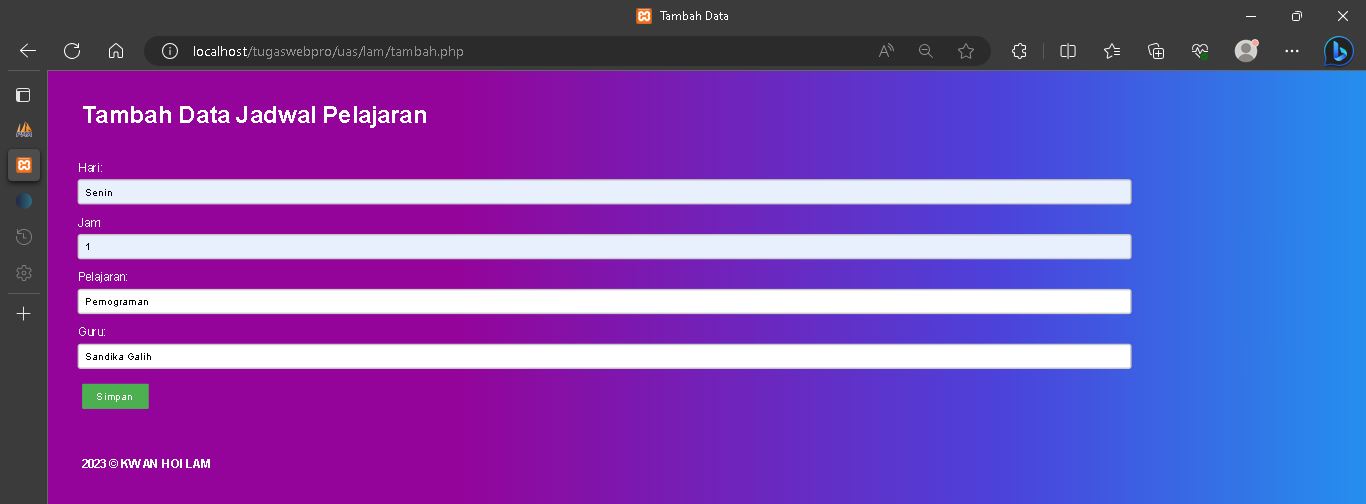 Tambah Data
localhost/tugaswebpro/uas/lam/tambah.php
Tambah Data Jadwal Pelajaran
Hari:
Senin
Jam
1
Pelajaran:
Pemograman
Guru:
Sandika Galih
Simpan
2023 © KWAN HOI LAM